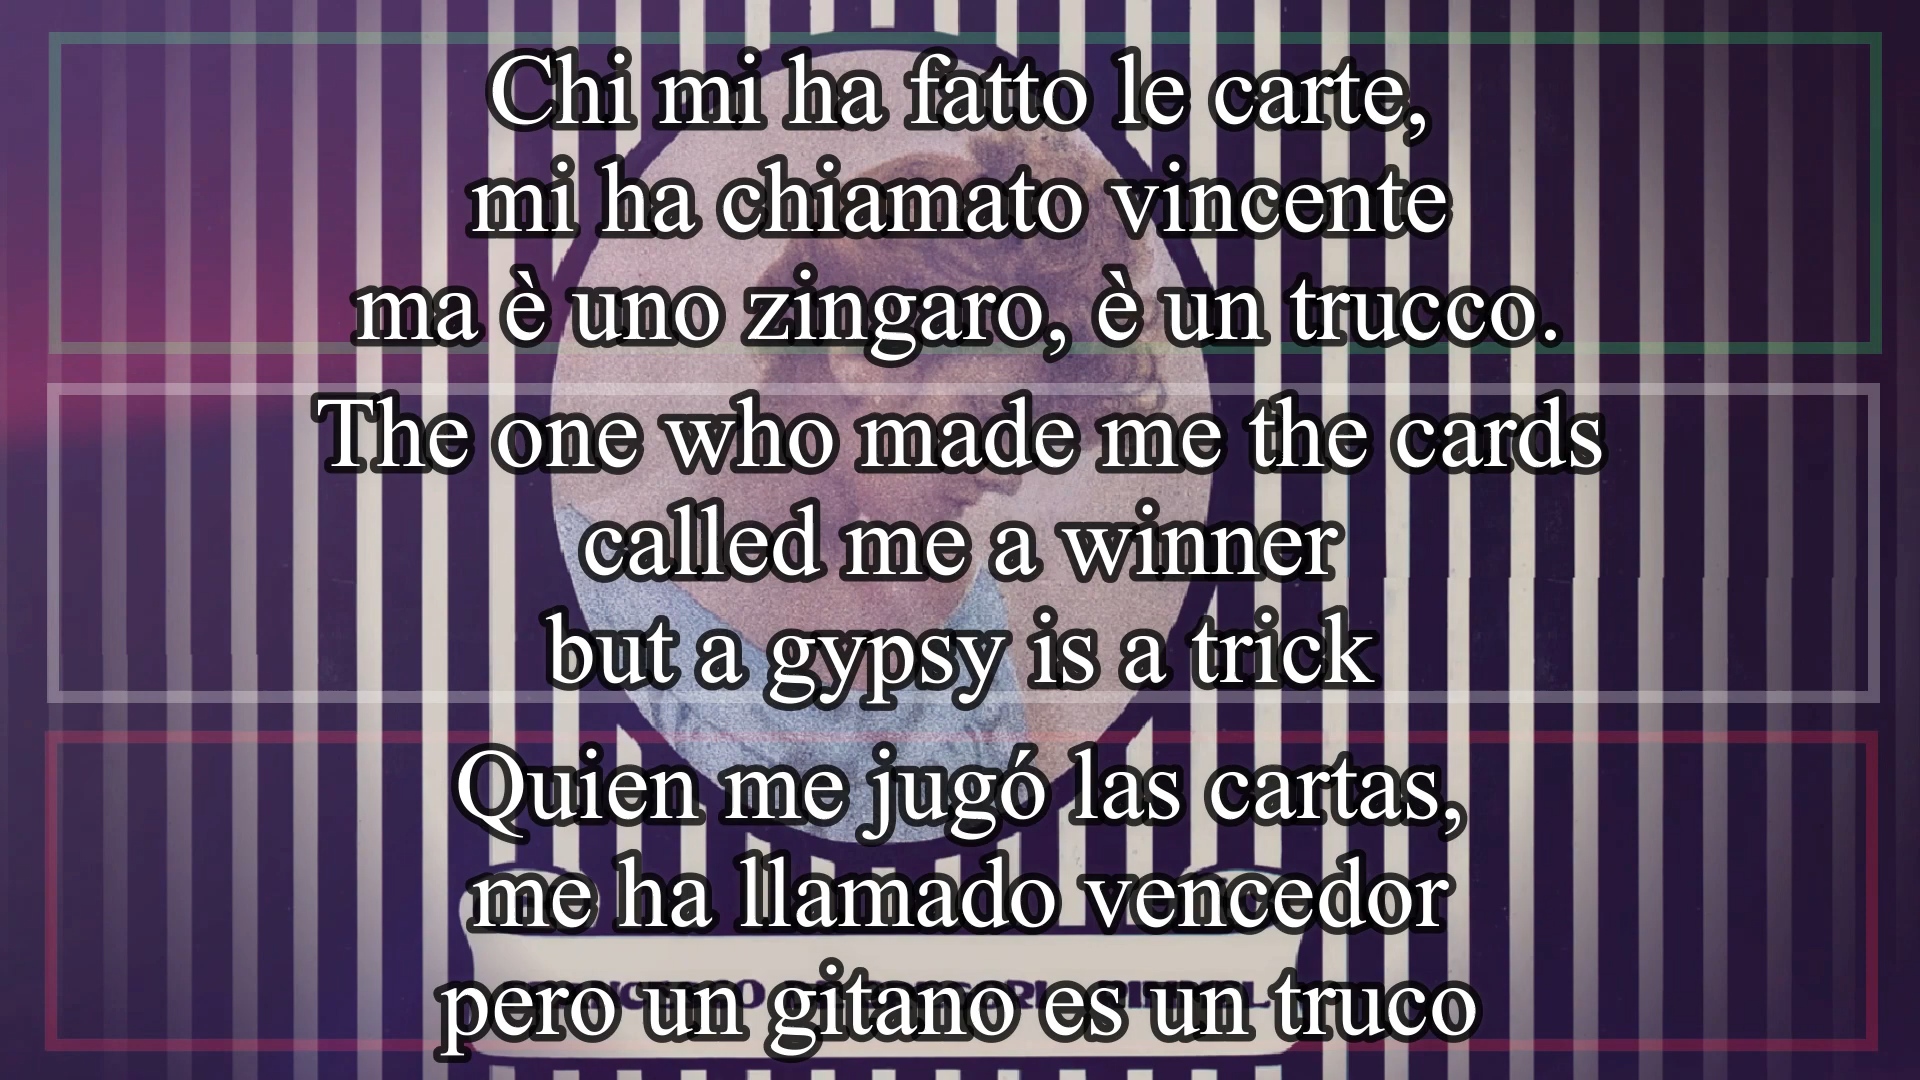 Chi mi ha fatto le carte,
mi ha chiamato vincente
ma è uno zingaro, è un trucco.
The one who made me the cards
called me a winner
but a gypsy is a trick
Quien me jugó las cartas,
me ha llamado vencedor
pero un gitano es un truco